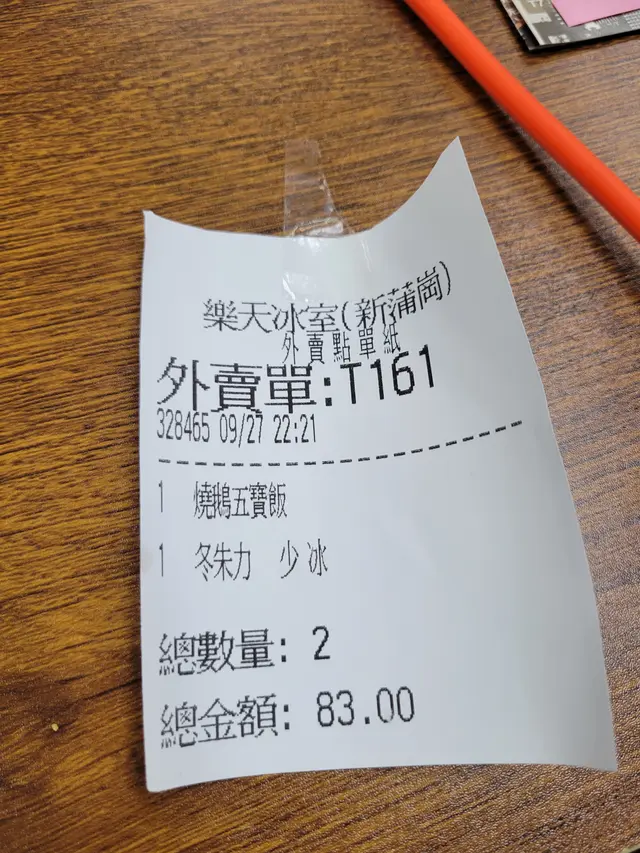 樂天冰室(新蒲崗)
外賣點單紙
外賣單:T161
328465 09/27 22:21
1 燒鵝五寶飯
1 冬朱力 少冰
總數量: 2
總金額: 83.00